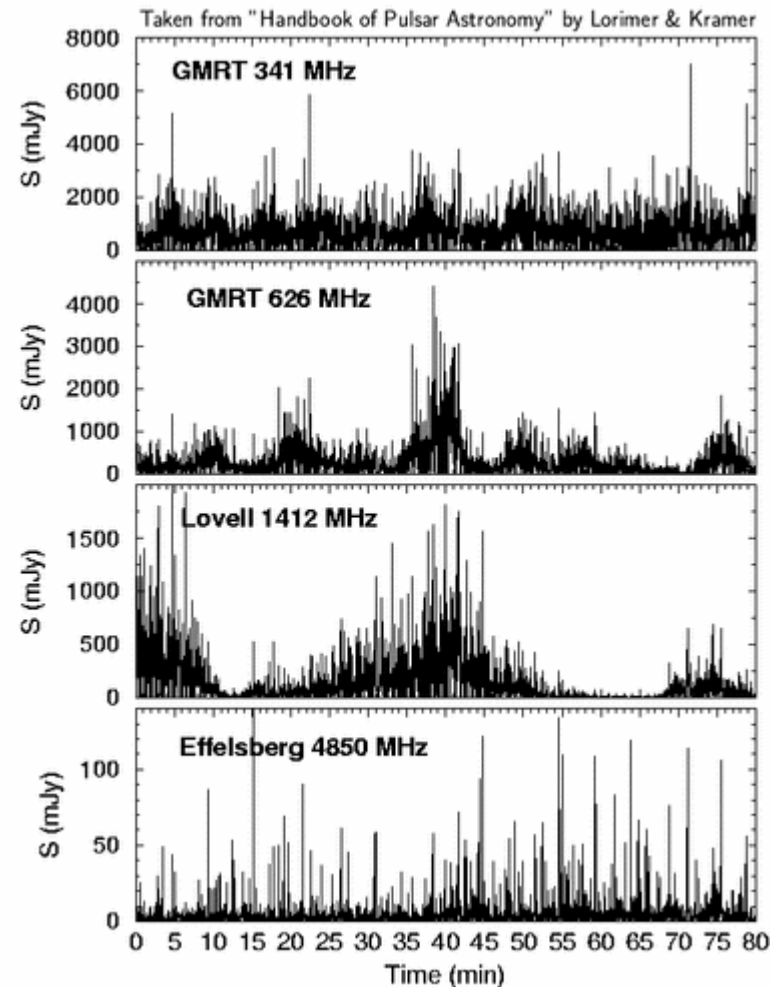 Taken from "Handbook of Pulsar Astronomy" by Lorimer & Kramer
8000
GMRT 341 MHz
6000
S (mJy)
4000
2000
0
GMRT 626 MHz
4000
3000
S (mJy)
2000
1000
0
Lovell 1412 MHz
1500
S (mJy)
1000
500
0
Effelsberg 4850 MHz
100
S (mJy)
50
0
0 5 10 15 20 25 30 35 40 45 50 55 60 65 70 75 80
Time (min)